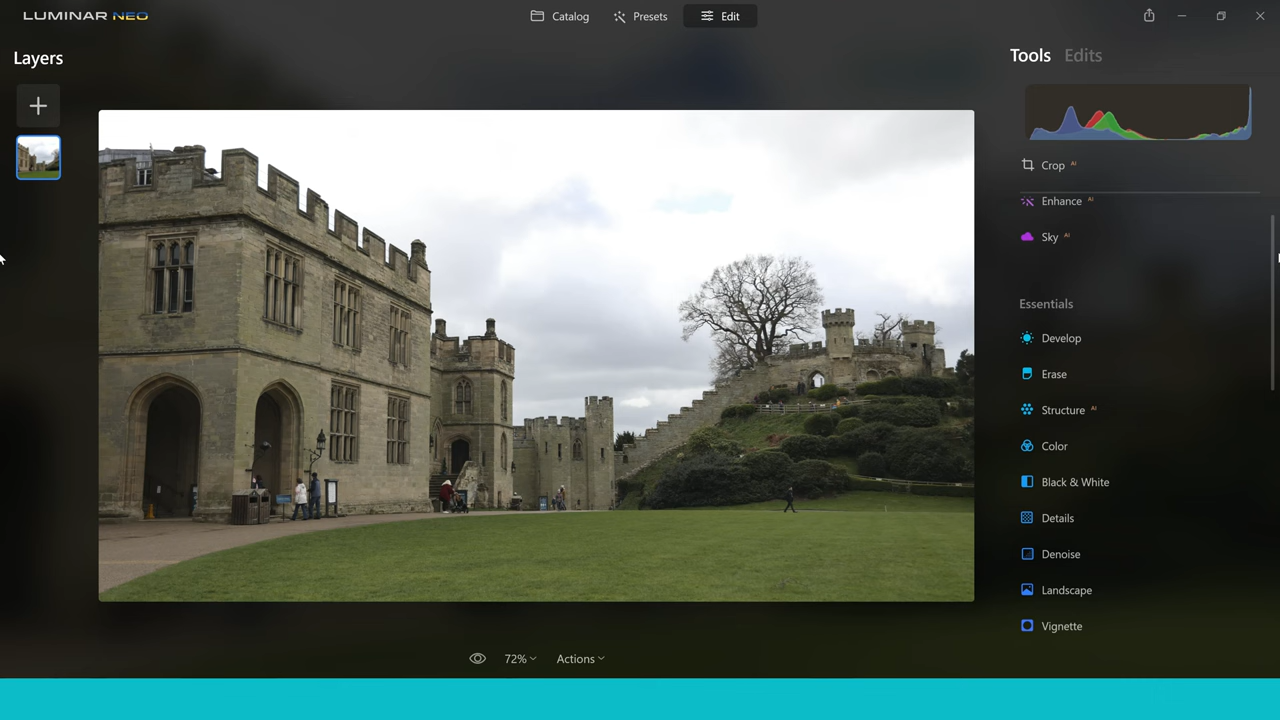 LUMINAR NEO
Catalog
Presets
Edit
Layers
Tools Edits
Crop AI
Enhance AI
Sky AI
Essentials
Develop
Erase
Structure AI
Color
Black & White
Details
Denoise
Landscape
Vignette
72%
Actions